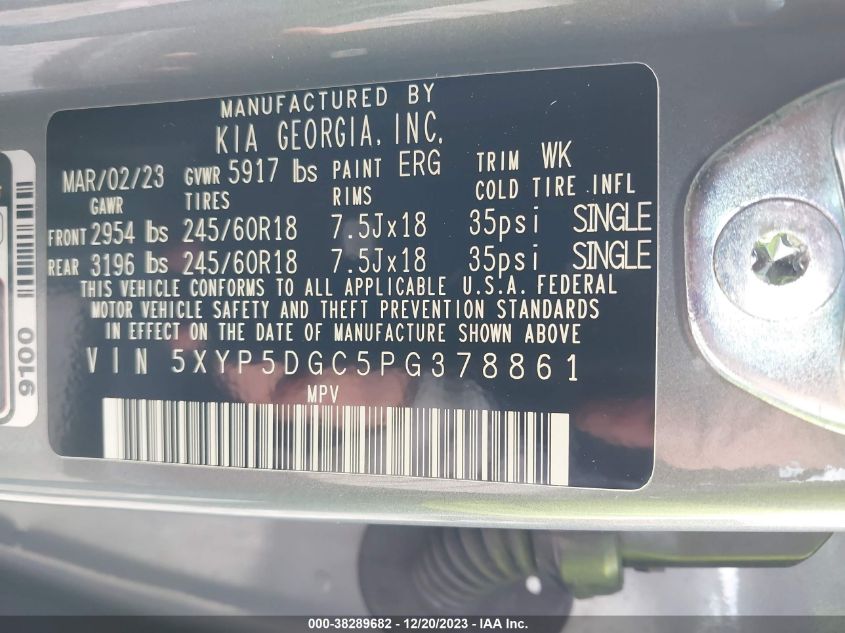 MANUFACTURED BY
KIA GEORGIA, INC.
MAR/02/23 GVWR 5917 lbs PAINT ERG TRIM WK
GAWR TIRES RIMS COLD TIRE INFL
FRONT 2954 lbs 245/60R18 7.5Jx18 35psi SINGLE
REAR 3196 lbs 245/60R18 7.5Jx18 35psi SINGLE
THIS VEHICLE CONFORMS TO ALL APPLICABLE U.S.A. FEDERAL
MOTOR VEHICLE SAFETY AND THEFT PREVENTION STANDARDS
IN EFFECT ON THE DATE OF MANUFACTURE SHOWN ABOVE
VIN 5XYP5DGC5PG378861
MPV
9100
000-38289682 - 12/20/2023 - IAA Inc.